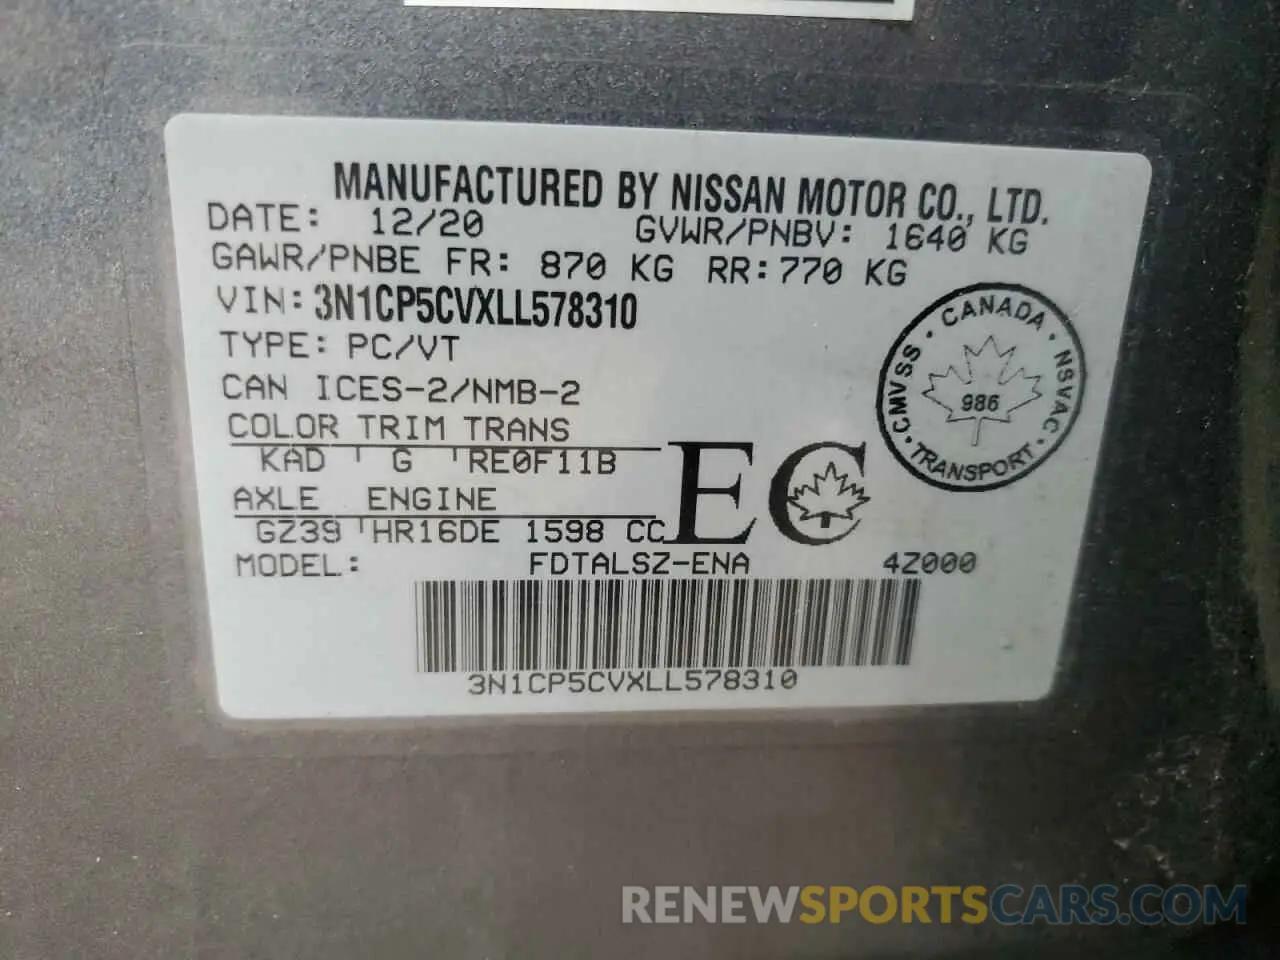 MANUFACTURED BY NISSAN MOTOR CO., LTD.
DATE: 12/20 GVWR/PNBV: 1640 KG
GAWR/PNBE FR: 870 KG RR: 770 KG
VIN: 3N1CP5CVXLL578310
TYPE: PC/VT
CAN ICES-2/NMB-2
COLOR TRIM TRANS
KAD G RE0F11B
AXLE ENGINE
GZ39 HR16DE 1598 CC
MODEL: FDTALSZ-ENA 4Z000
3N1CP5CVXLL578310
EC
CMVSS · CANADA · NSVAC · TRANSPORT ·
986
RENEWSPORTSCARS.COM